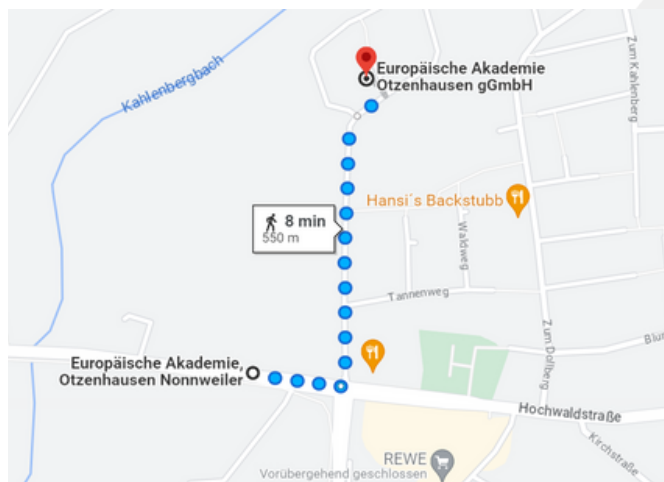 Europäische Akademie
Otzenhausen gGmbH
Kahlenbergbach
Zum Kahlenberg
Hansi´s Backstubb
8 min
550 m
Waldweg
Tannenweg
Zum Dollberg
Europäische Akademie,
Otzenhausen Nonnweiler
Hochwaldstraße
Kirchstraße
REWE
Vorübergehend geschlossen